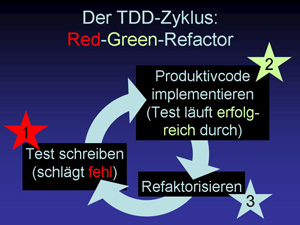 Der TDD-Zyklus:
Red-Green-Refactor
2
Produktivcode
implementieren
(Test läuft erfolg-
reich durch)
1
Test schreiben
(schlägt fehl)
Refaktorisieren
3